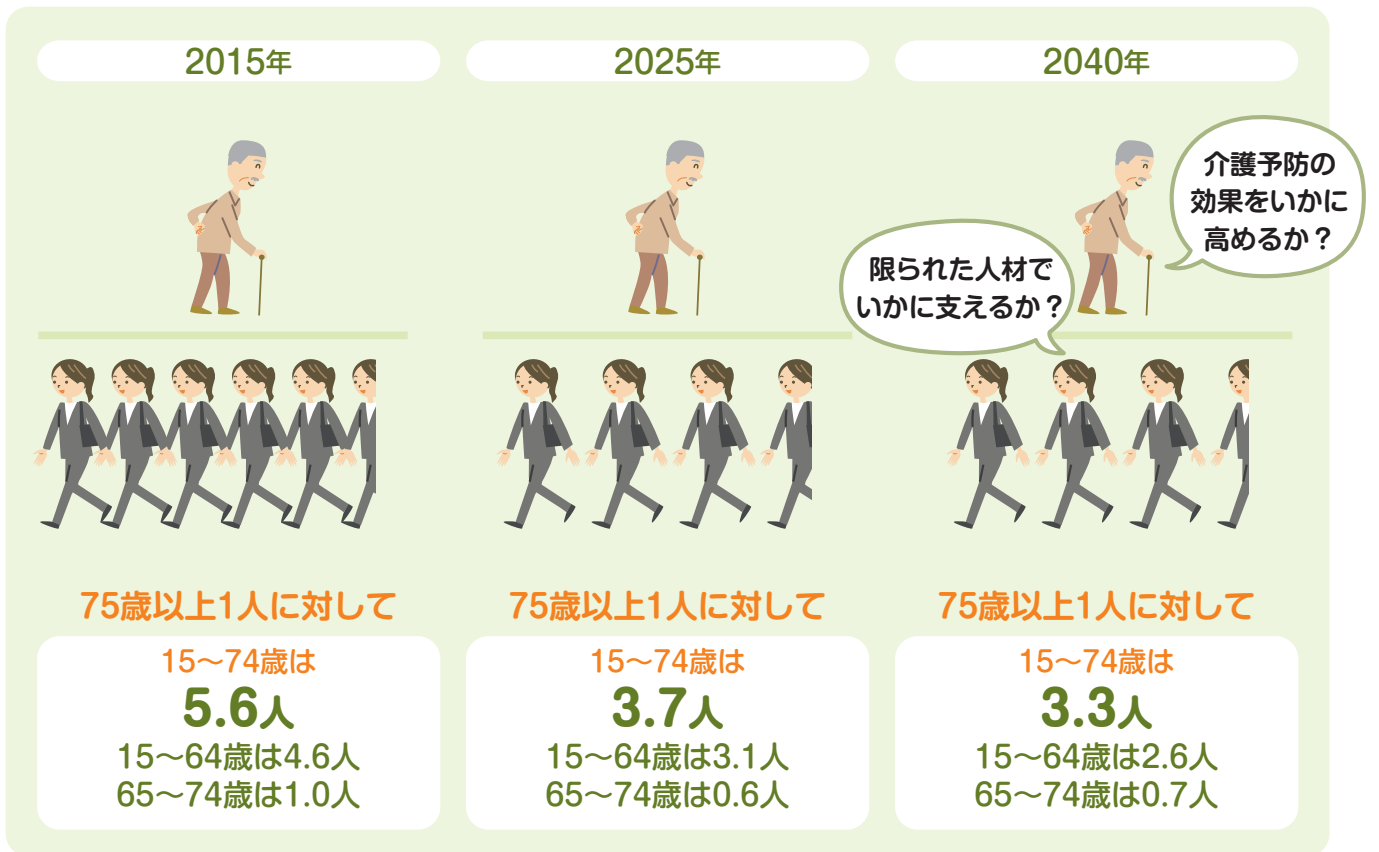 2015年
75歳以上1人に対して
15～74歳は
5.6人
15～64歳は4.6人
65～74歳は1.0人
2025年
75歳以上1人に対して
15～74歳は
3.7人
15～64歳は3.1人
65～74歳は0.6人
2040年
介護予防の
効果をいかに
高めるか？
限られた人材で
いかに支えるか？
75歳以上1人に対して
15～74歳は
3.3人
15～64歳は2.6人
65～74歳は0.7人